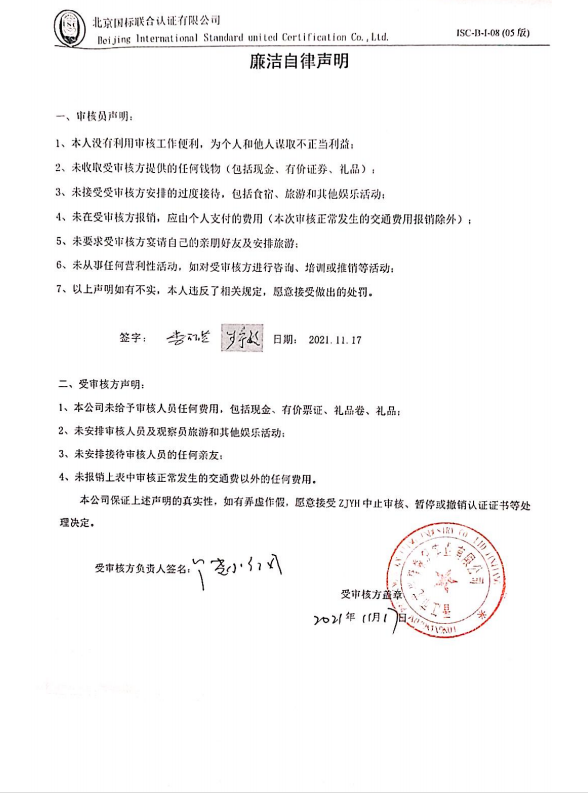 ISC
北京国标联合认证有限公司
Beijing International Standard united Certification Co.,Ltd.
ISC-B-I-08 (05 版)
廉洁自律声明
一、审核员声明：
1、本人没有利用审核工作便利，为个人和他人谋取不正当利益；
2、未收取受审核方提供的任何钱物（包括现金、有价证券、礼品）；
3、未接受受审核方安排的过度接待，包括食宿、旅游和其他娱乐活动；
4、未在受审核方报销，应由个人支付的费用（本次审核正常发生的交通费用报销除外）；
5、未要求受审核方宴请自己的亲朋好友及安排旅游；
6、未从事任何营利性活动，如对受审核方进行咨询、培训或推销等活动；
7、以上声明如有不实，本人违反了相关规定，愿意接受做出的处罚。
签字： 日期： 2021.11.17
二、受审核方声明：
1、本公司未给予审核人员任何费用，包括现金、有价票证、礼品卷、礼品；
2、未安排审核人员及观察员旅游和其他娱乐活动；
3、未安排接待审核人员的任何亲友；
4、未报销上表中审核正常发生的交通费以外的任何费用。
本公司保证上述声明的真实性，如有弄虚作假，愿意接受 ZJYH 中止审核、暂停或撤销认证证书等处
理决定。
受审核方负责人签名：
受审核方盖章
2021 年 11月17日